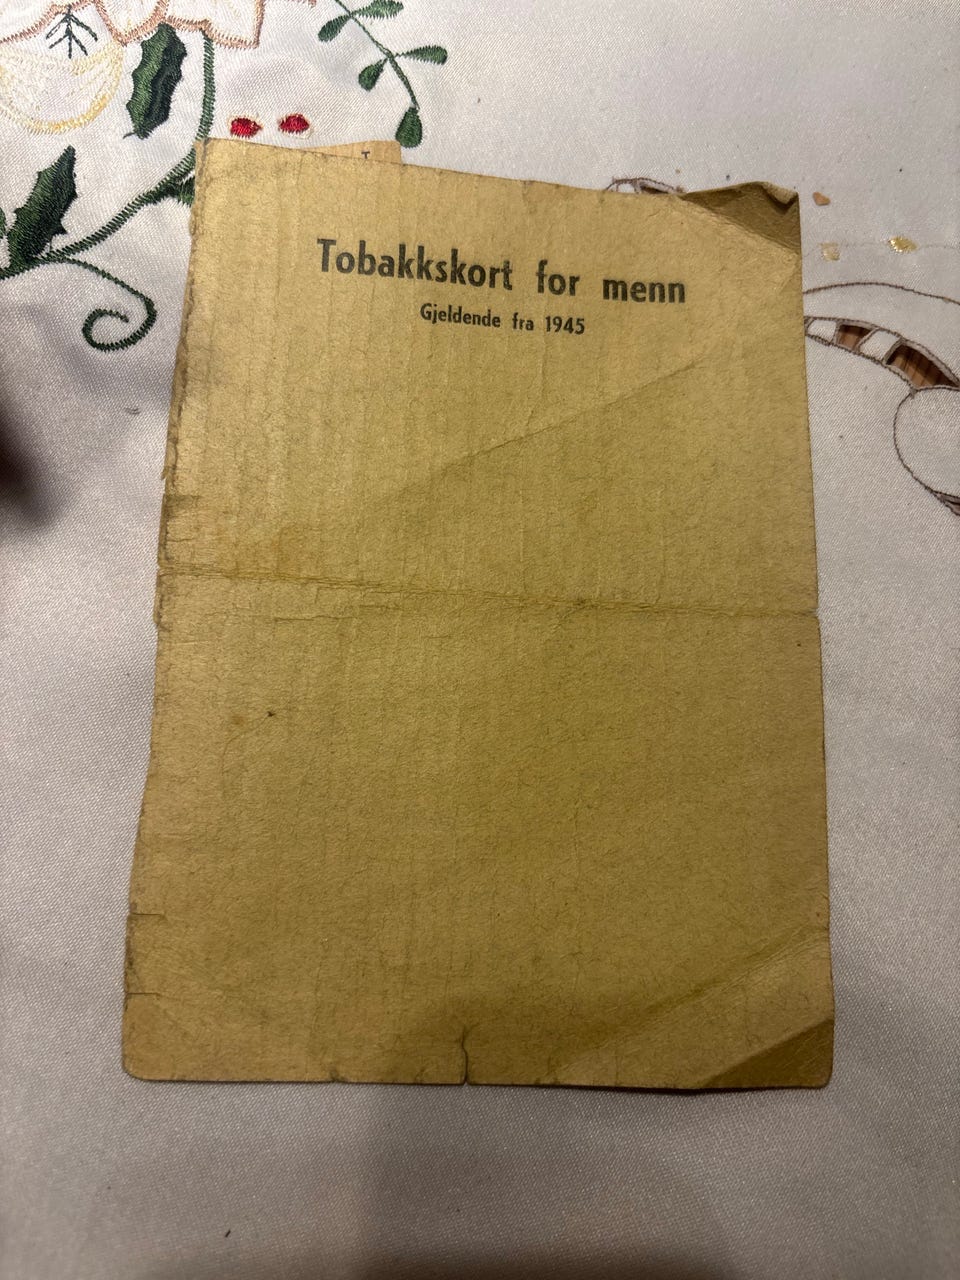 T
Tobakkskort for menn
Gjeldende fra 1945